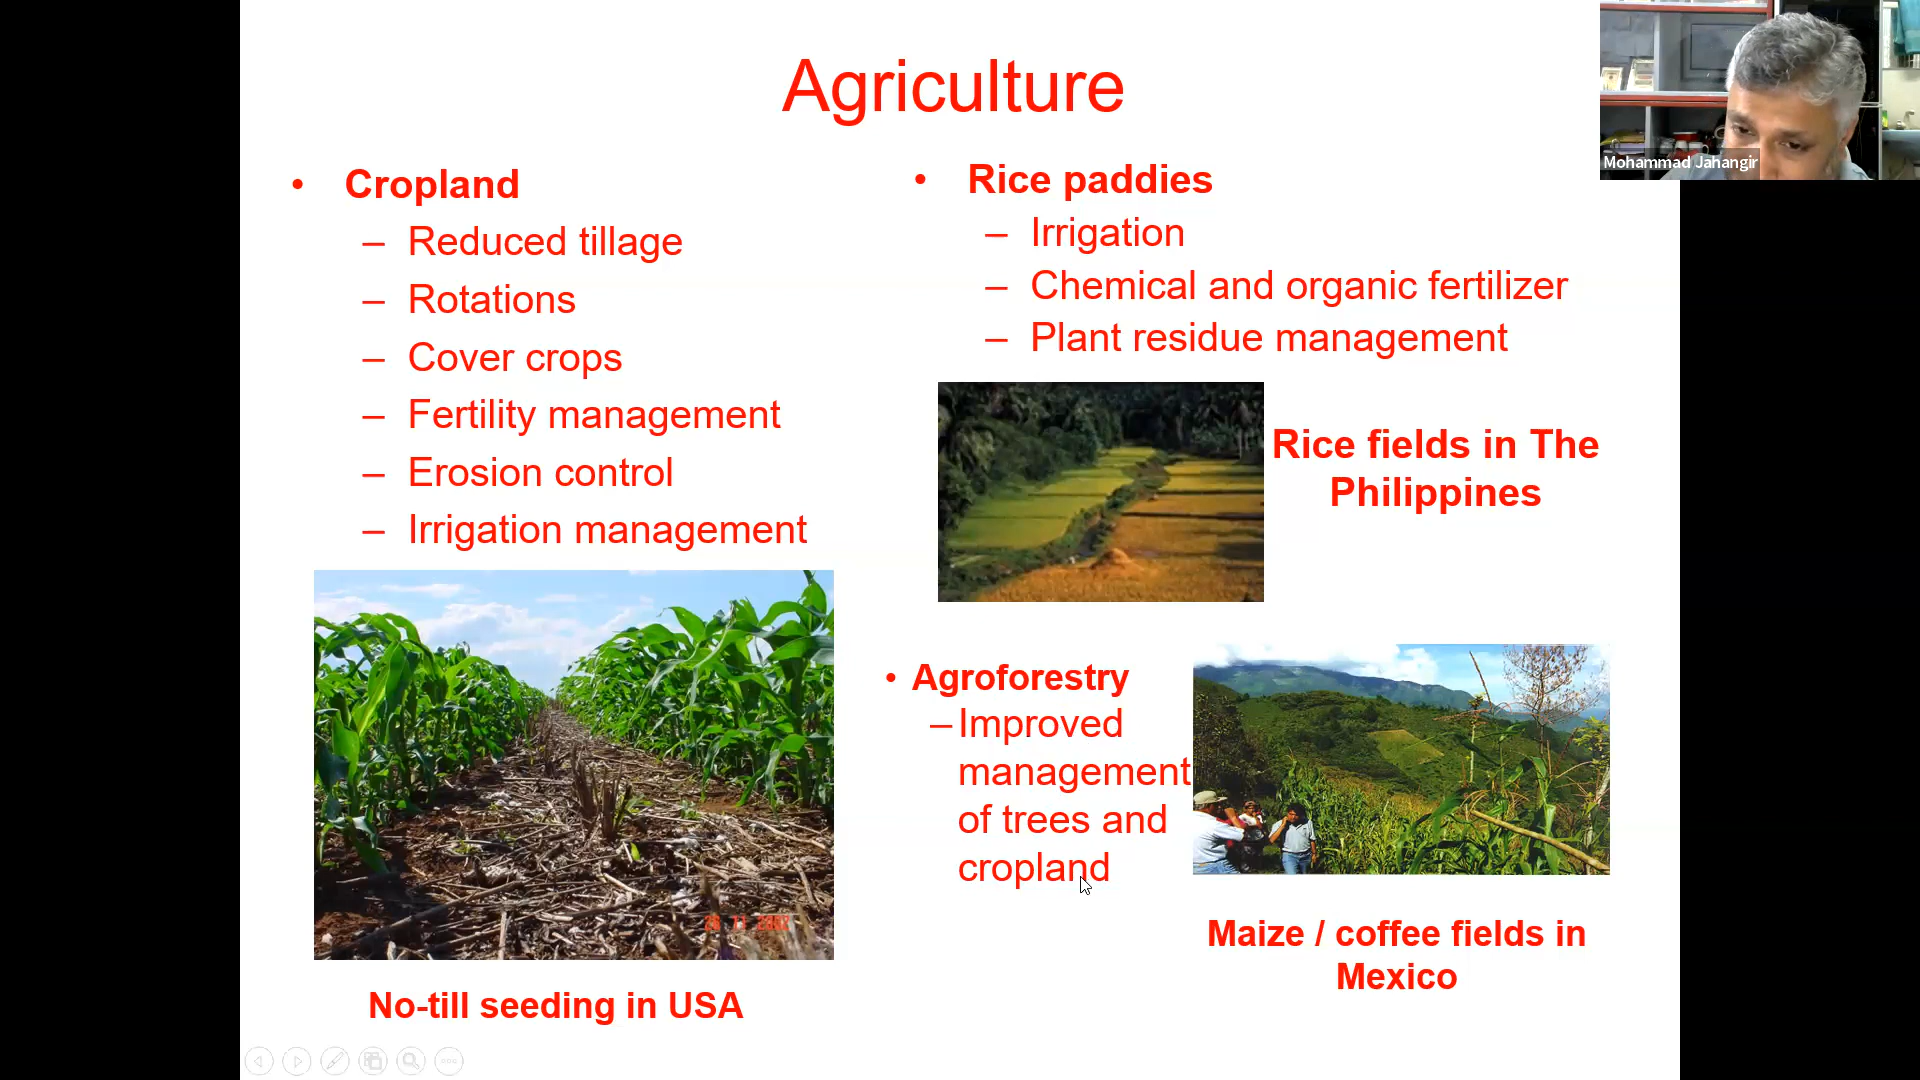 Agriculture
• Cropland
– Reduced tillage
– Rotations
– Cover crops
– Fertility management
– Erosion control
– Irrigation management
No-till seeding in USA
• Rice paddies
– Irrigation
– Chemical and organic fertilizer
– Plant residue management
Rice fields in The
Philippines
• Agroforestry
– Improved
management
of trees and
cropland
Maize / coffee fields in
Mexico
Mohammad Jahangir